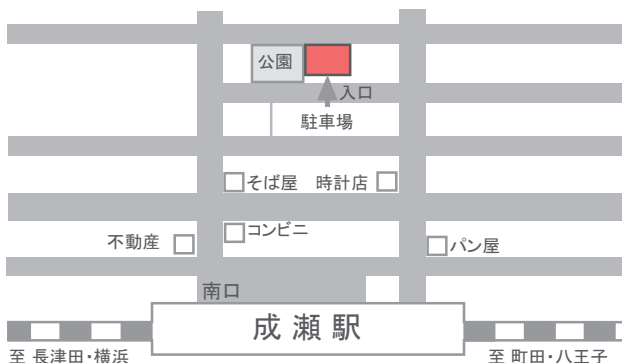 公園
入口
駐車場
そば屋 時計店
コンビニ
不動産
パン屋
南口
成瀬駅
至 長津田・横浜
至 町田・八王子